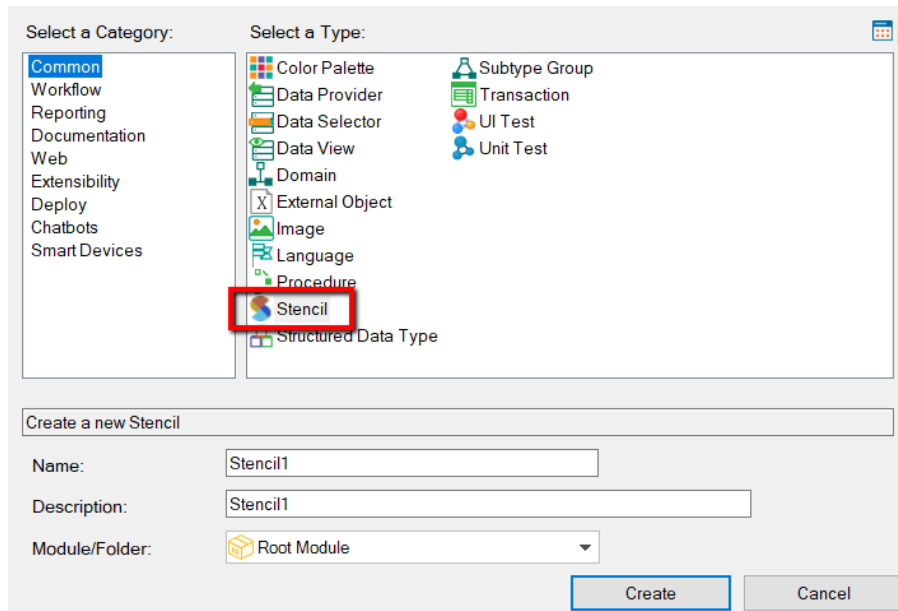 Select a Category:
Select a Type:
Common
Workflow
Reporting
Documentation
Web
Extensibility
Deploy
Chatbots
Smart Devices
Color Palette
Data Provider
Data Selector
Data View
Domain
External Object
Image
Language
Procedure
Stencil
Structured Data Type
Subtype Group
Transaction
UI Test
Unit Test
Create a new Stencil
Name: Stencil1
Description: Stencil1
Module/Folder: Root Module
Create Cancel